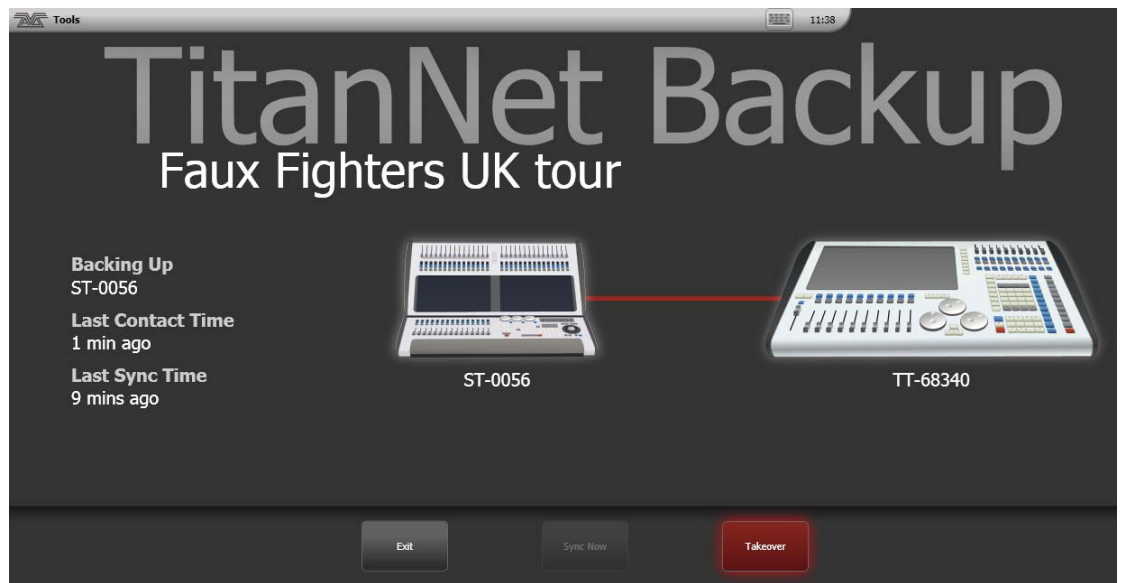 Tools
11:38
TitanNet Backup
Faux Fighters UK tour
Backing Up
ST-0056
Last Contact Time
1 min ago
Last Sync Time
9 mins ago
ST-0056
TT-68340
Exit
Sync Now
Takeover